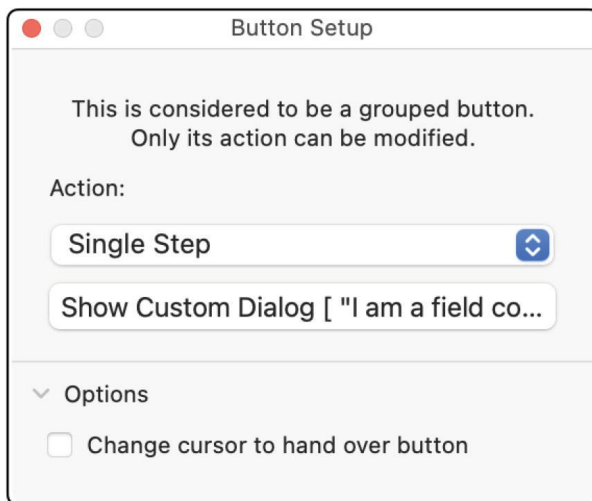 Button Setup
This is considered to be a grouped button.
Only its action can be modified.
Action:
Single Step
Show Custom Dialog [ "I am a field co...
Options
Change cursor to hand over button